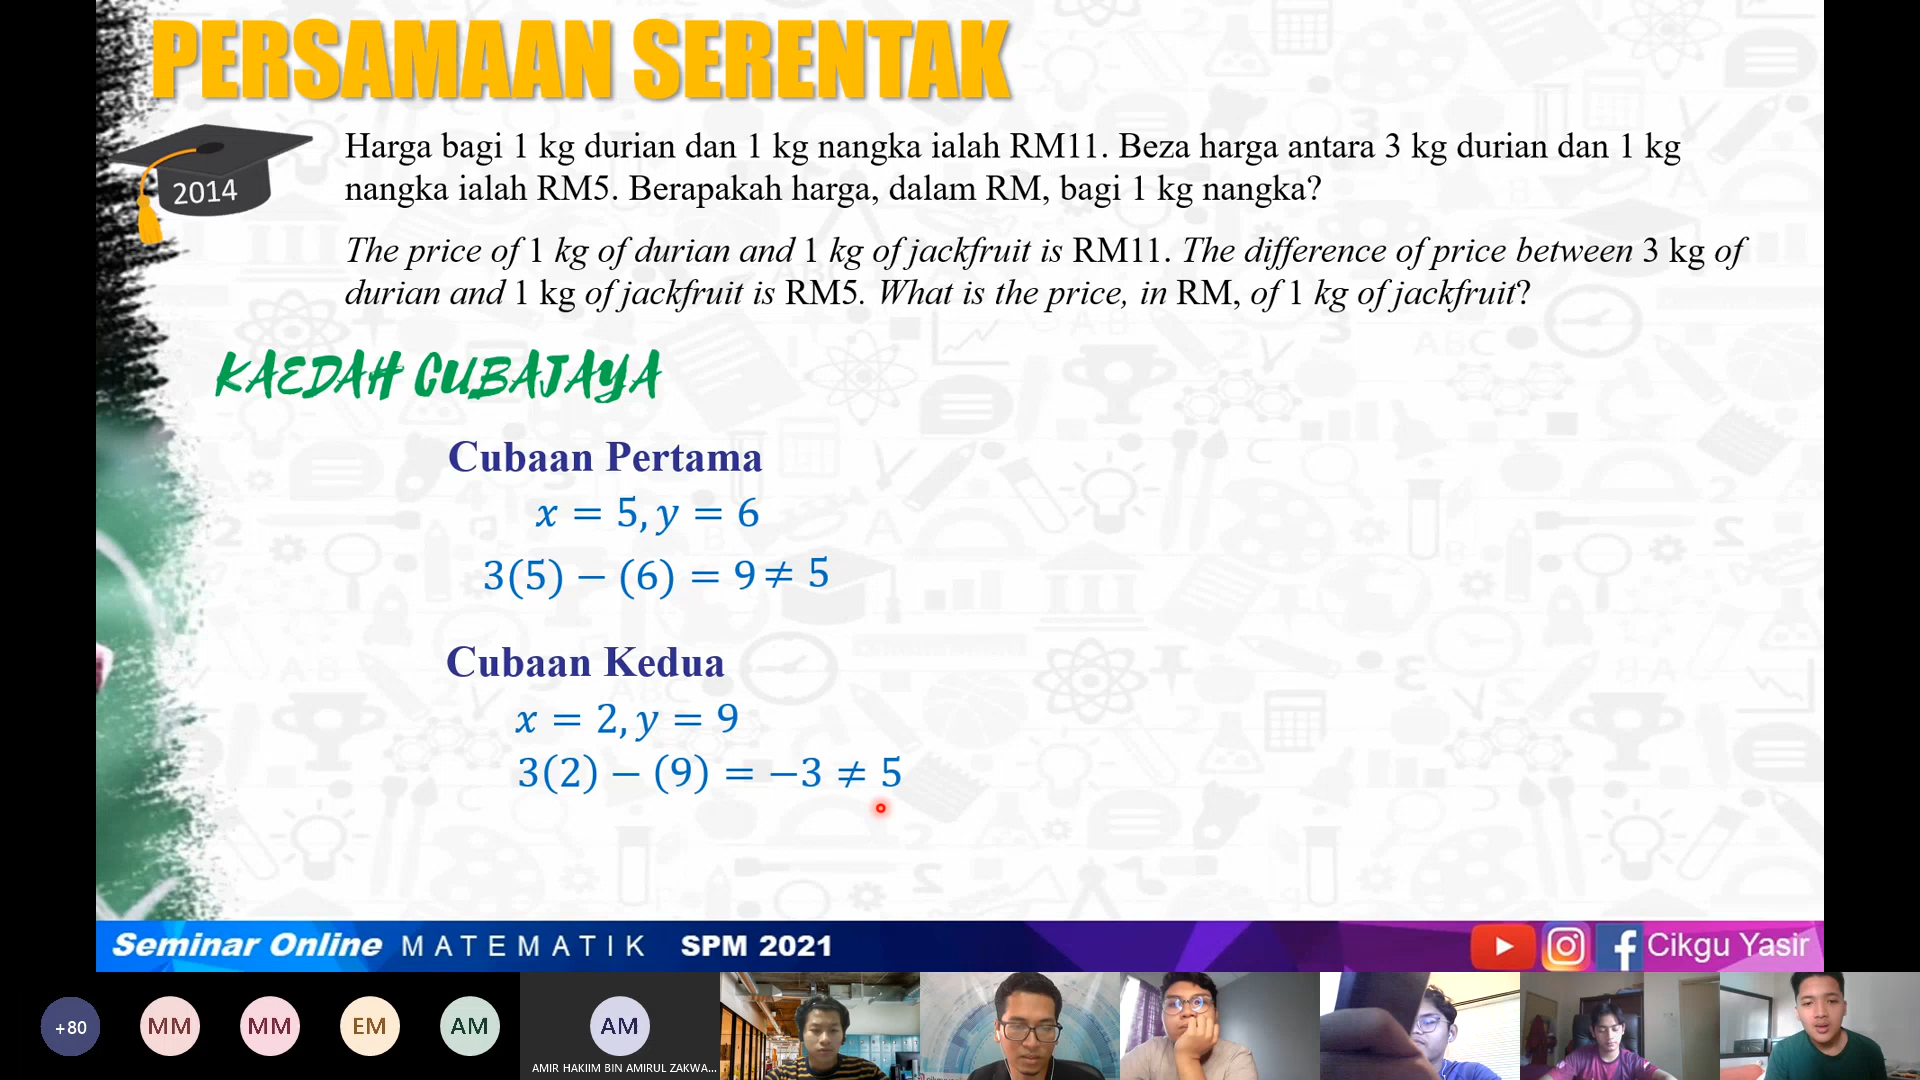 PERSAMAAN SERENTAK
2014
Harga bagi 1 kg durian dan 1 kg nangka ialah RM11. Beza harga antara 3 kg durian dan 1 kg
nangka ialah RM5. Berapakah harga, dalam RM, bagi 1 kg nangka?
The price of 1 kg of durian and 1 kg of jackfruit is RM11. The difference of price between 3 kg of
durian and 1 kg of jackfruit is RM5. What is the price, in RM, of 1 kg of jackfruit?
KAEDAH CUBAJAYA
Cubaan Pertama
x = 5, y = 6
3(5) − (6) = 9 ≠ 5
Cubaan Kedua
x = 2, y = 9
3(2) − (9) = −3 ≠ 5
Seminar Online MATEMATIK SPM 2021
Cikgu Yasir
+80
MM
MM
EM
AM
AM
AMIR HAKIIM BIN AMIRUL ZAKWA...